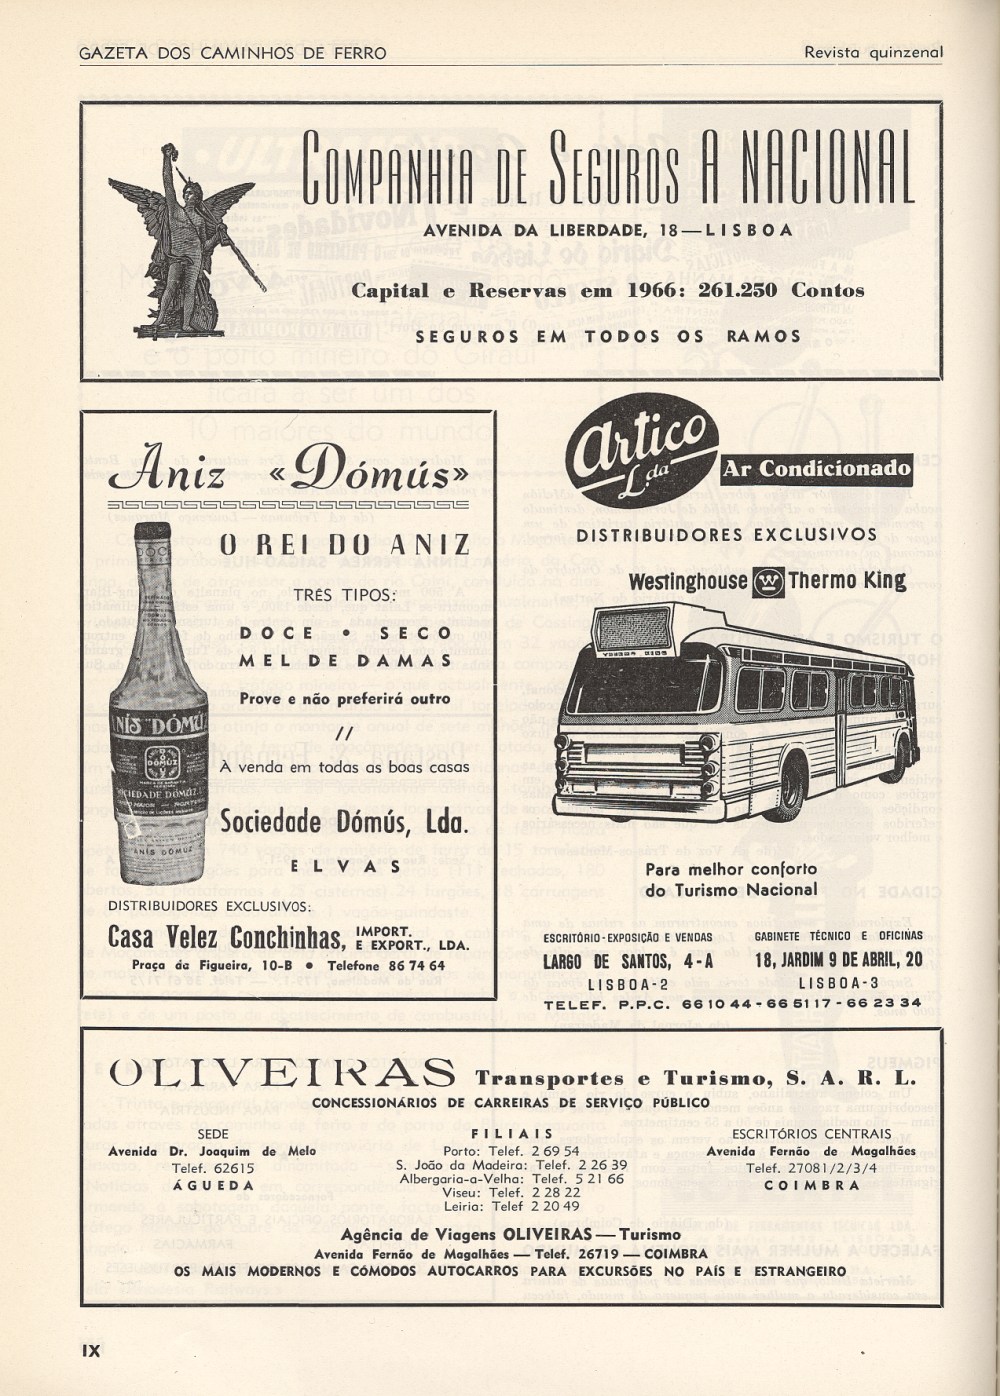 GAZETA DOS CAMINHOS DE FERRO
Revista quinzenal
COMPANHIA DE SEGUROS A NACIONAL
AVENIDA DA LIBERDADE, 18 — LISBOA
Capital e Reservas em 1966: 261.250 Contos
SEGUROS EM TODOS OS RAMOS
Aniz «Dómús»
O REI DO ANIZ
TRÊS TIPOS:
DOCE • SECO
MEL DE DAMAS
Prove e não preferirá outro
//
À venda em todas as boas casas
Sociedade Dómús, Lda.
ELVAS
DISTRIBUIDORES EXCLUSIVOS:
Casa Velez Conchinhas, IMPORT. E EXPORT., LDA.
Praça da Figueira, 10-B • Telefone 86 74 64
Artico
L.da
Ar Condicionado
DISTRIBUIDORES EXCLUSIVOS
Westinghouse W Thermo King
Para melhor conforto
do Turismo Nacional
ESCRITÓRIO-EXPOSIÇÃO E VENDAS
LARGO DE SANTOS, 4-A
LISBOA-2
GABINETE TÉCNICO E OFICINAS
18, JARDIM 9 DE ABRIL, 20
LISBOA-3
TELEF. P.P.C. 66 10 44 - 66 51 17 - 66 23 34
OLIVEIRAS Transportes e Turismo, S. A. R. L.
CONCESSIONÁRIOS DE CARREIRAS DE SERVIÇO PÚBLICO
SEDE
Avenida Dr. Joaquim de Melo
Telef. 62615
ÁGUEDA
FILIAIS
Porto: Telef. 2 69 54
S. João da Madeira: Telef. 2 26 39
Albergaria-a-Velha: Telef. 5 21 66
Viseu: Telef. 2 28 22
Leiria: Telef 2 20 49
ESCRITÓRIOS CENTRAIS
Avenida Fernão de Magalhães
Telef. 27081/2/3/4
COIMBRA
Agência de Viagens OLIVEIRAS — Turismo
Avenida Fernão de Magalhães — Telef. 26719 — COIMBRA
OS MAIS MODERNOS E CÓMODOS AUTOCARROS PARA EXCURSÕES NO PAÍS E ESTRANGEIRO
IX